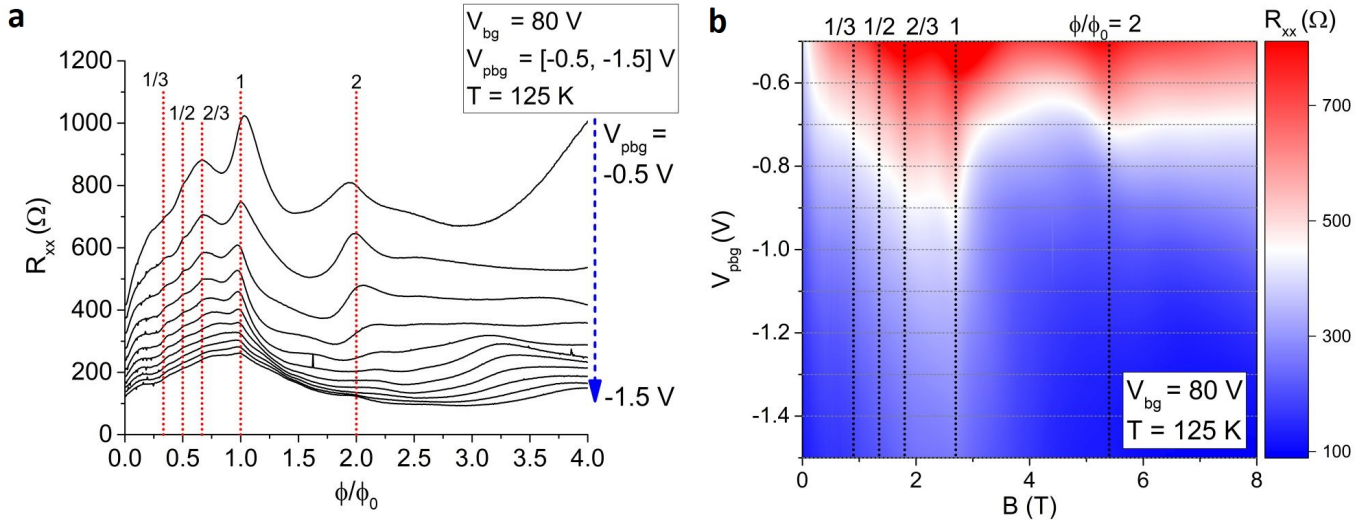 a
V_bg = 80 V
V_pbg = [-0.5, -1.5] V
T = 125 K
1200
1000
800
600
400
200
0
R_xx (Ω)
1/3
1/2
2/3
1
2
V_pbg =
-0.5 V
-1.5 V
0.0 0.5 1.0 1.5 2.0 2.5 3.0 3.5 4.0
ϕ/ϕ_0
b
1/3 1/2 2/3 1 ϕ/ϕ_0 = 2
R_xx (Ω)
-0.6
-0.8
-1.0
-1.2
-1.4
V_pbg (V)
V_bg = 80 V
T = 125 K
0 2 4 6 8
B (T)
700
500
300
100